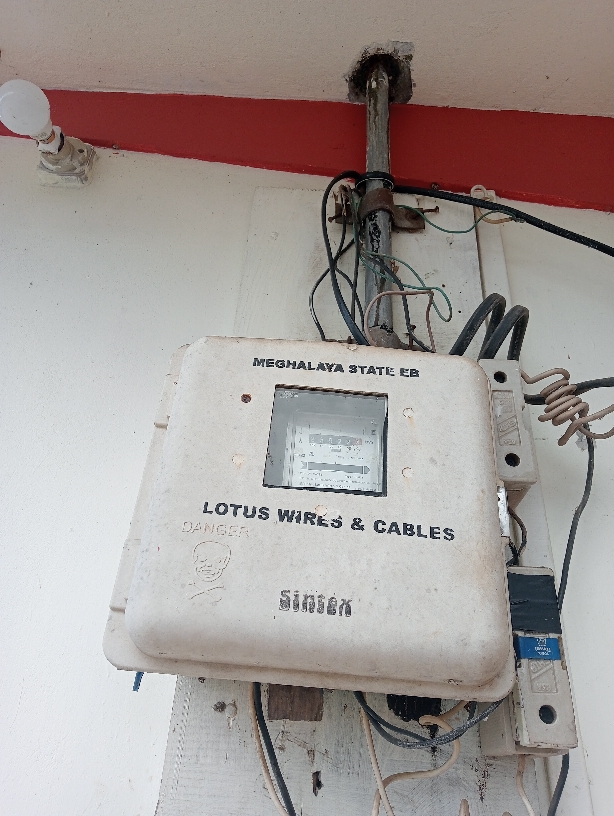 MEGHALAYA STATE EB
LOTUS WIRES & CABLES
DANGER
Sintex